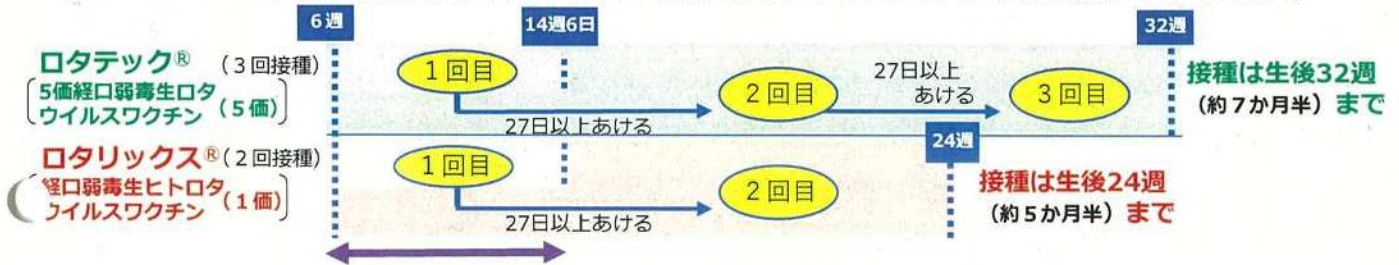 6週
14週6日
32週
ロタテック® (3回接種)
5価経口弱毒生ロタ
ウイルスワクチン (5価)
1回目
27日以上あける
2回目
27日以上
あける
3回目
接種は生後32週
(約7か月半) まで
ロタリックス® (2回接種)
経口弱毒生ヒトロタ
ウイルスワクチン (1価)
1回目
27日以上あける
2回目
24週
接種は生後24週
(約5か月半) まで